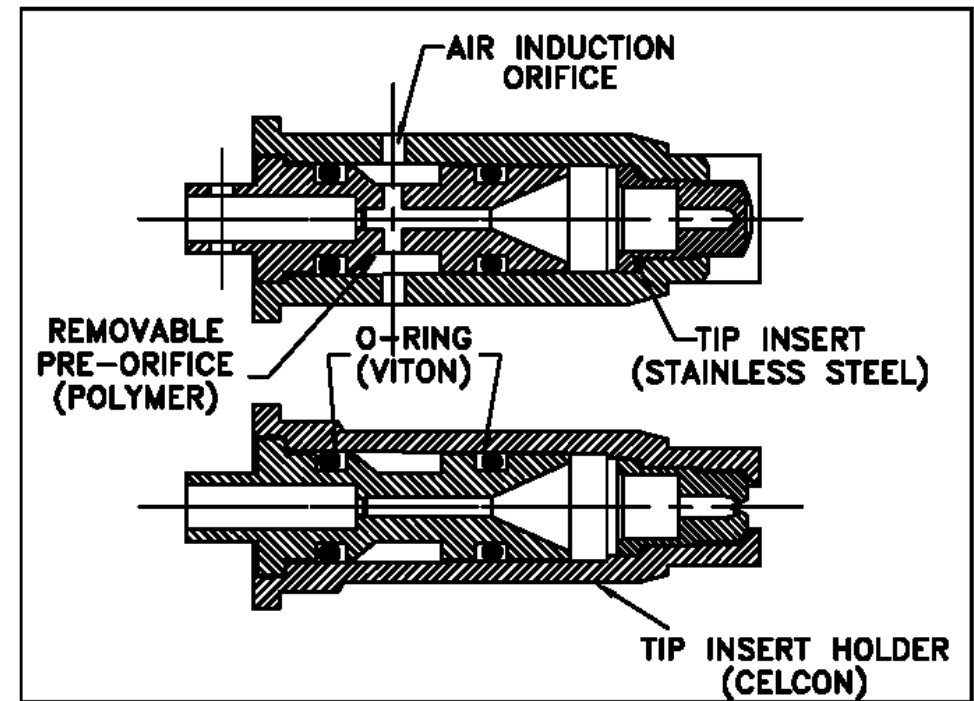 AIR INDUCTION
ORIFICE
REMOVABLE
PRE-ORIFICE
(POLYMER)
O-RING
(VITON)
TIP INSERT
(STAINLESS STEEL)
TIP INSERT HOLDER
(CELCON)